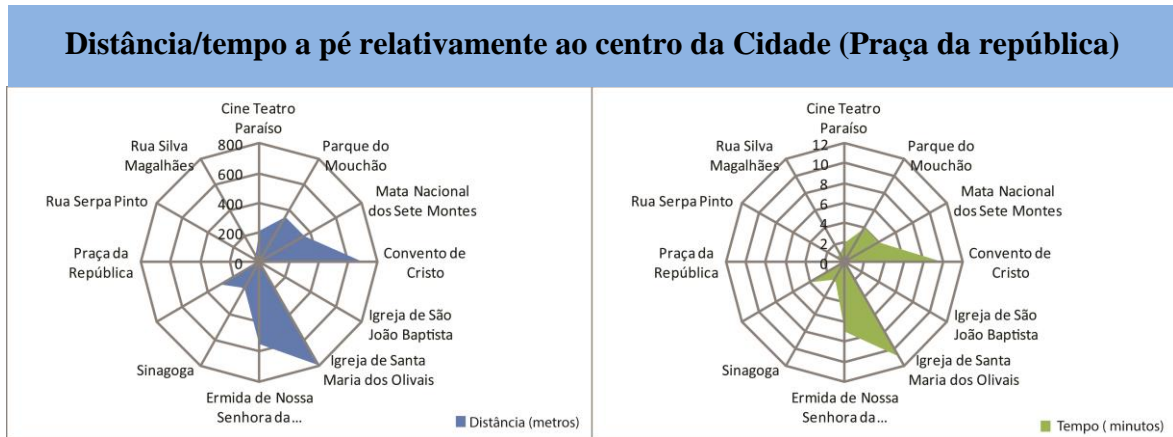 Distância/tempo a pé relativamente ao centro da Cidade (Praça da república)
Cine Teatro
Paraíso
Parque do
Mouchão
Mata Nacional
dos Sete Montes
Convento de
Cristo
Igreja de São
João Baptista
Igreja de Santa
Maria dos Olivais
Ermida de Nossa
Senhora da...
Sinagoga
Praça da
República
Rua Serpa Pinto
Rua Silva
Magalhães
800
600
400
200
0
Distância (metros)
Cine Teatro
Paraíso
Parque do
Mouchão
Mata Nacional
dos Sete Montes
Convento de
Cristo
Igreja de São
João Baptista
Igreja de Santa
Maria dos Olivais
Ermida de Nossa
Senhora da...
Sinagoga
Praça da
República
Rua Serpa Pinto
Rua Silva
Magalhães
12
10
8
6
4
2
0
Tempo ( minutos)